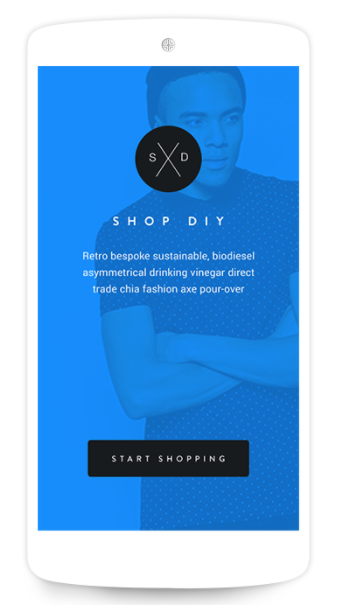 S D
SHOP DIY
Retro bespoke sustainable, biodiesel
asymmetrical drinking vinegar direct
trade chia fashion axe pour-over
START SHOPPING